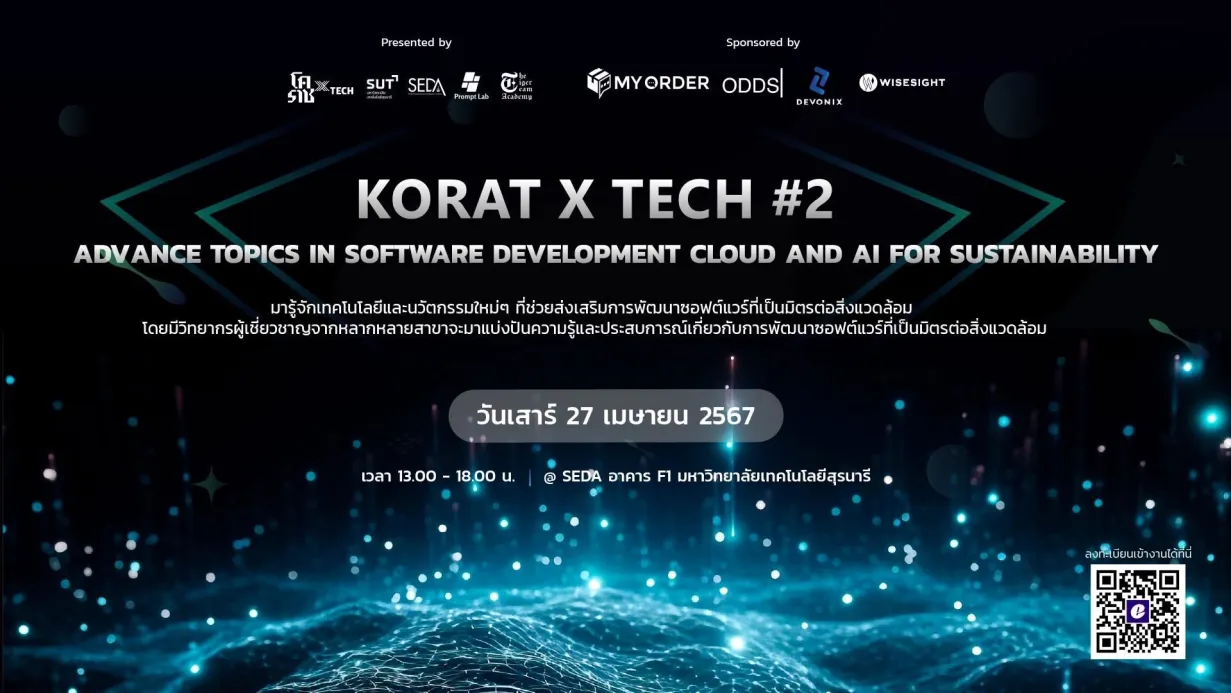 Presented by
Sponsored by
โคราช X TECH
SUT
SEDA
Prompt Lab
The Tiger Team Academy
MY ORDER
ODDS|
DEVONIX
WISESIGHT
KORAT X TECH #2
ADVANCE TOPICS IN SOFTWARE DEVELOPMENT CLOUD AND AI FOR SUSTAINABILITY
มารู้จักเทคโนโลยีและนวัตกรรมใหม่ๆ ที่ช่วยส่งเสริมการพัฒนาซอฟต์แวร์ที่เป็นมิตรต่อสิ่งแวดล้อม
โดยมีวิทยากรผู้เชี่ยวชาญจากหลากหลายสาขาจะมาแบ่งปันความรู้และประสบการณ์เกี่ยวกับการพัฒนาซอฟต์แวร์ที่เป็นมิตรต่อสิ่งแวดล้อม
วันเสาร์ 27 เมษายน 2567
เวลา 13.00 - 18.00 น. | @ SEDA อาคาร F1 มหาวิทยาลัยเทคโนโลยีสุรนารี
ลงทะเบียนเข้างานได้ที่นี่
e